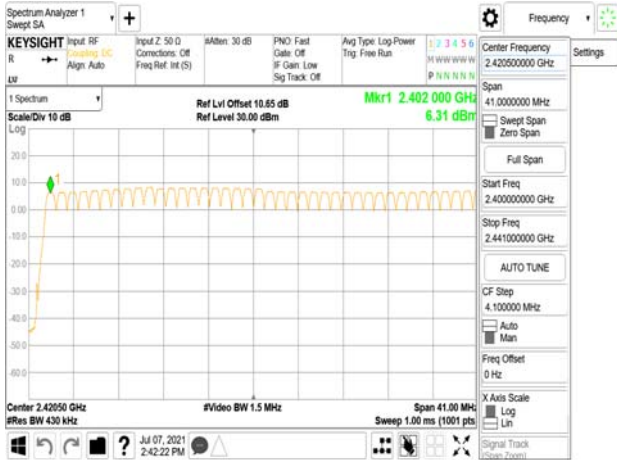 Spectrum Analyzer 1
Swept SA
+
Frequency
KEYSIGHT
R
LXI
Input: RF
Coupling: DC
Align: Auto
Input Z: 50 Ω
Corrections: Off
Freq Ref: Int (S)
#Atten: 30 dB
PNO: Fast
Gate: Off
IF Gain: Low
Sig Track: Off
Avg Type: Log-Power
Trig: Free Run
1 2 3 4 5 6
M W W W W W
P N N N N N
Center Frequency
2.420500000 GHz
Settings
Span
41.0000000 MHz
Swept Span
Zero Span
Full Span
Start Freq
2.400000000 GHz
Stop Freq
2.441000000 GHz
AUTO TUNE
CF Step
4.100000 MHz
Auto
Man
Freq Offset
0 Hz
X Axis Scale
Log
Lin
Signal Track
(Span Zoom)
1 Spectrum
Scale/Div 10 dB
Log
Ref Lvl Offset 10.65 dB
Ref Level 30.00 dBm
Mkr1 2.402 000 GHz
6.31 dBm
1
20.0
10.0
0.00
-10.0
-20.0
-30.0
-40.0
-50.0
-60.0
Center 2.42050 GHz
#Res BW 430 kHz
#Video BW 1.5 MHz
Span 41.00 MHz
Sweep 1.00 ms (1001 pts)
?
Jul 07, 2021
2:42:22 PM